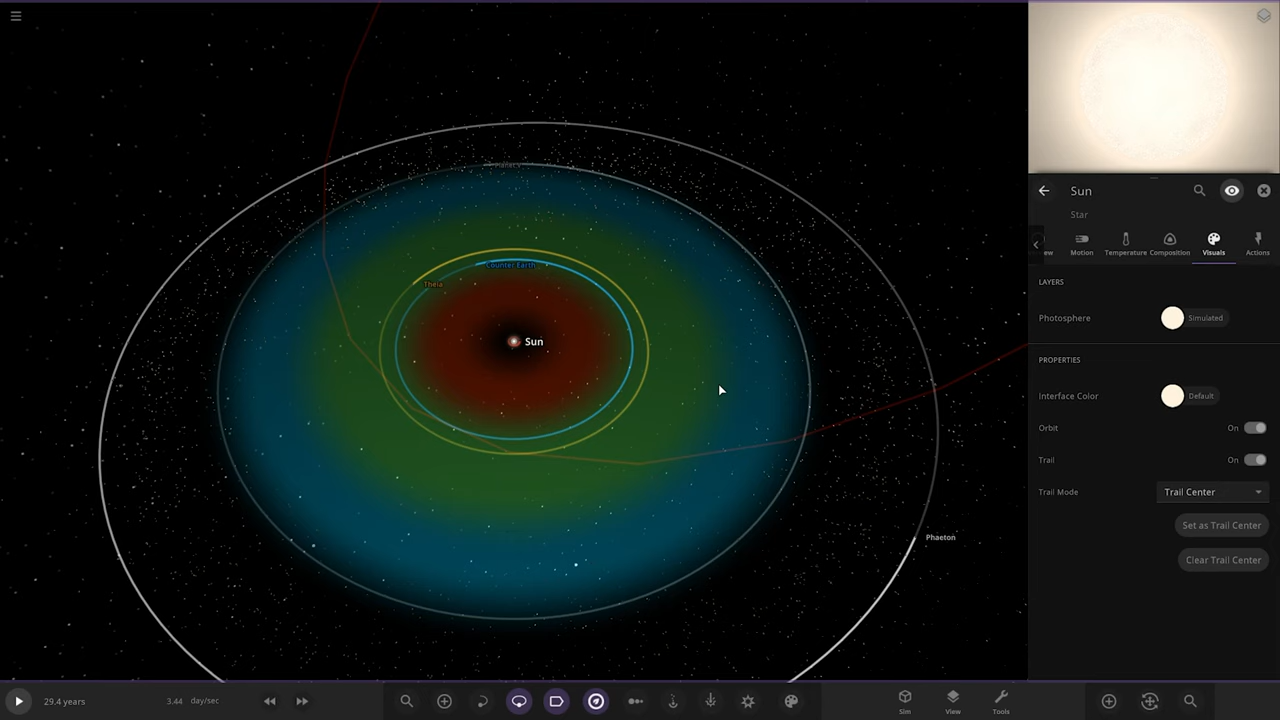 Sun
Star
ew
Motion
Temperature
Composition
Visuals
Actions
LAYERS
Photosphere
Simulated
PROPERTIES
Interface Color
Default
Orbit
On
Trail
On
Trail Mode
Trail Center
Set as Trail Center
Clear Trail Center
Planet V
Counter Earth
Theia
Sun
Phaeton
29.4 years
3.44 day/sec
Sim
View
Tools